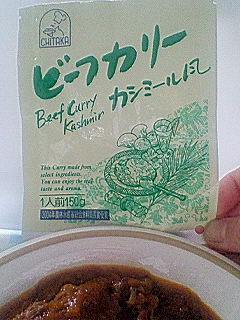 CHITAKA
ビーフカリー
Beef Curry
Kashmir
カシミール風
This Curry made from
select ingredients.
You can enjoy the real
taste and aroma.
1人前150g